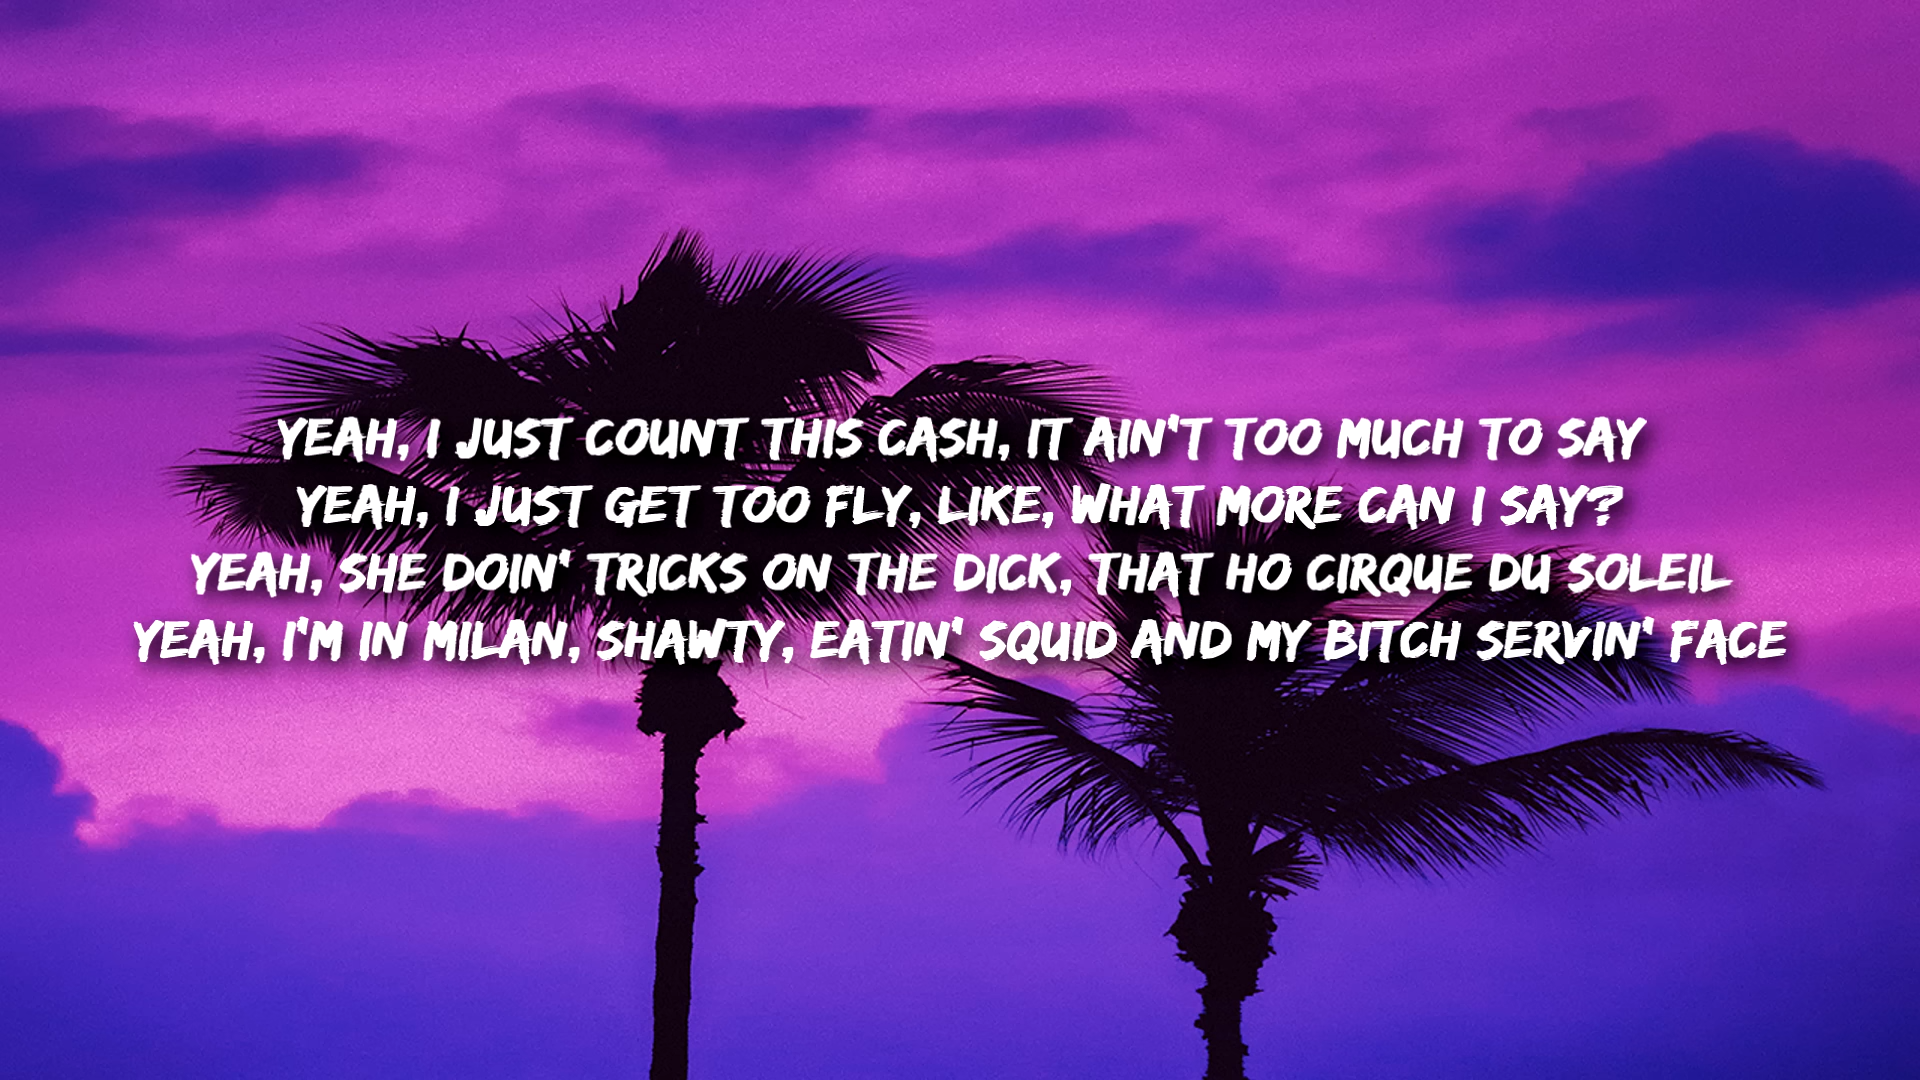 YEAH, I JUST COUNT THIS CASH, IT AIN'T TOO MUCH TO SAY
YEAH, I JUST GET TOO FLY, LIKE, WHAT MORE CAN I SAY?
YEAH, SHE DOIN' TRICKS ON THE DICK, THAT HO CIRQUE DU SOLEIL
YEAH, I'M IN MILAN, SHAWTY, EATIN' SQUID AND MY BITCH SERVIN' FACE